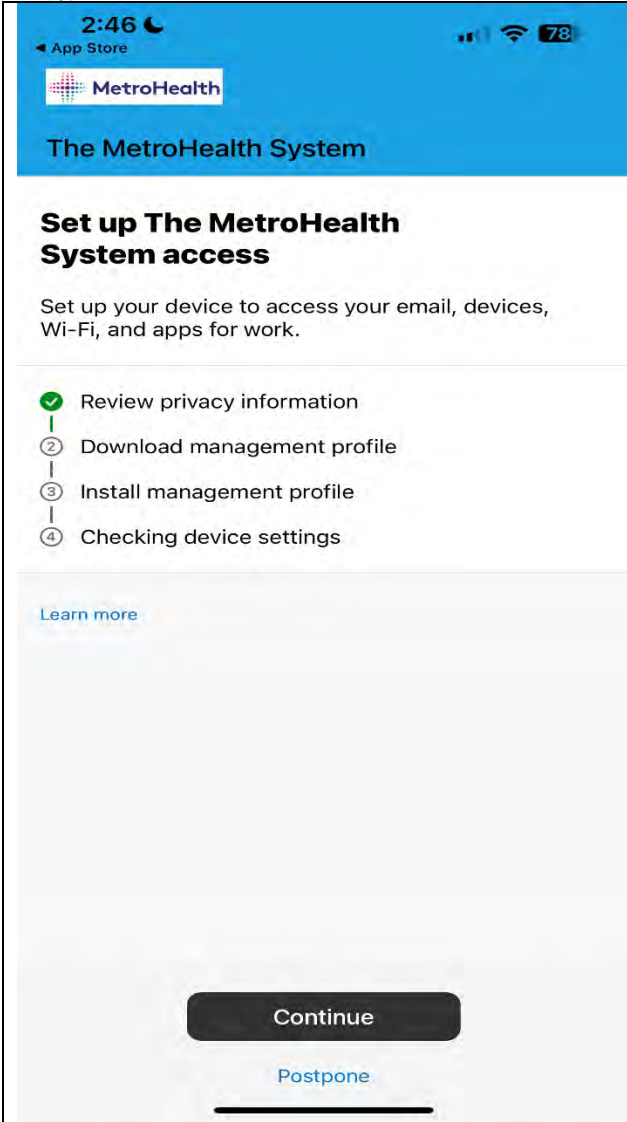 2:46
App Store
78
MetroHealth
The MetroHealth System
Set up The MetroHealth
System access
Set up your device to access your email, devices,
Wi-Fi, and apps for work.
Review privacy information
2 Download management profile
3 Install management profile
4 Checking device settings
Learn more
Continue
Postpone